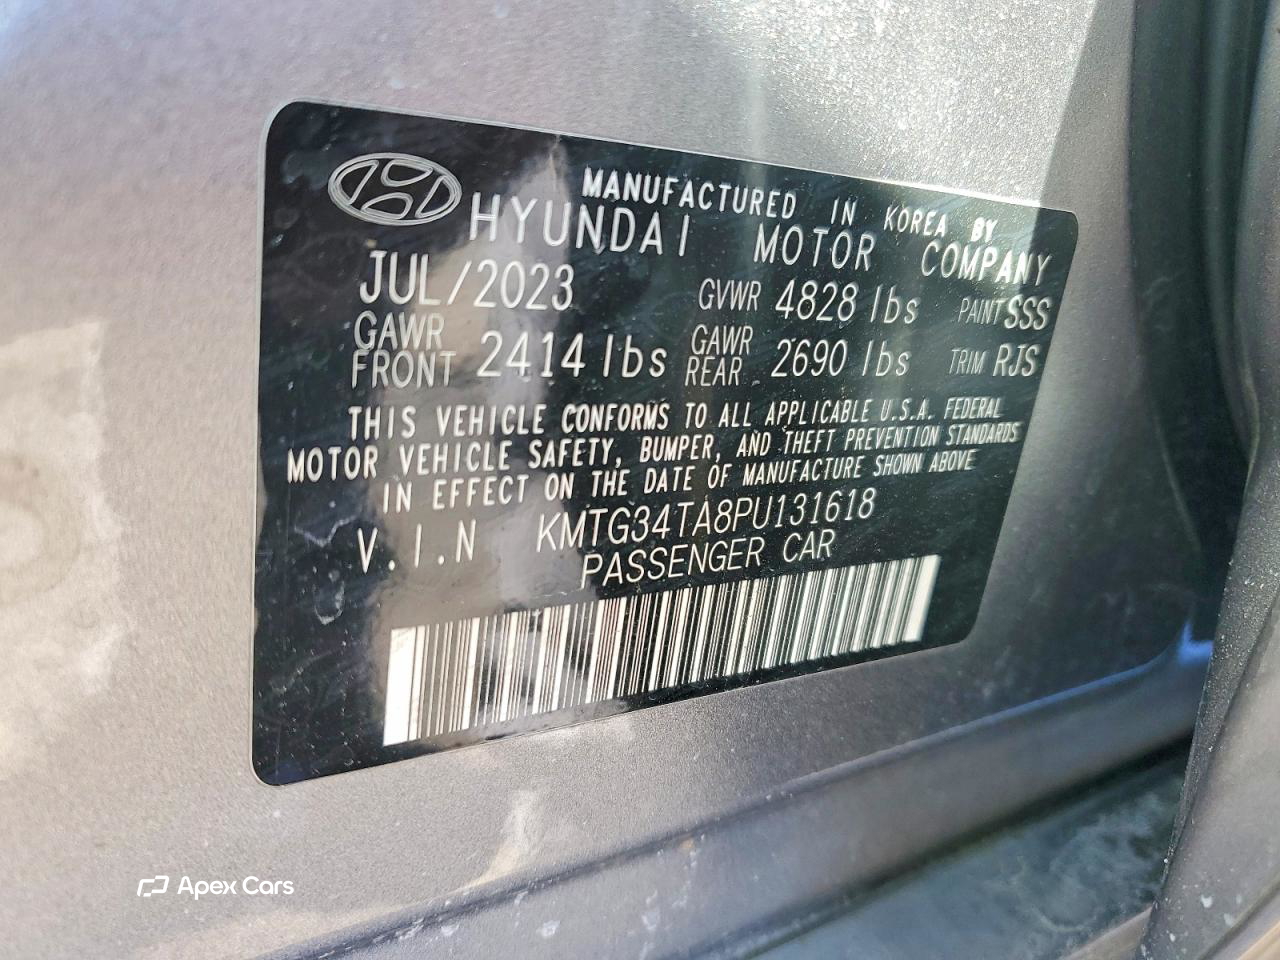 MANUFACTURED IN KOREA BY
HYUNDAI MOTOR COMPANY
JUL/2023 GVWR 4828 lbs PAINT SSS
GAWR FRONT 2414 lbs GAWR REAR 2690 lbs TRIM RJS
THIS VEHICLE CONFORMS TO ALL APPLICABLE U.S.A. FEDERAL
MOTOR VEHICLE SAFETY, BUMPER, AND THEFT PREVENTION STANDARDS
IN EFFECT ON THE DATE OF MANUFACTURE SHOWN ABOVE
V.I.N KMTG34TA8PU131618
PASSENGER CAR
Apex Cars